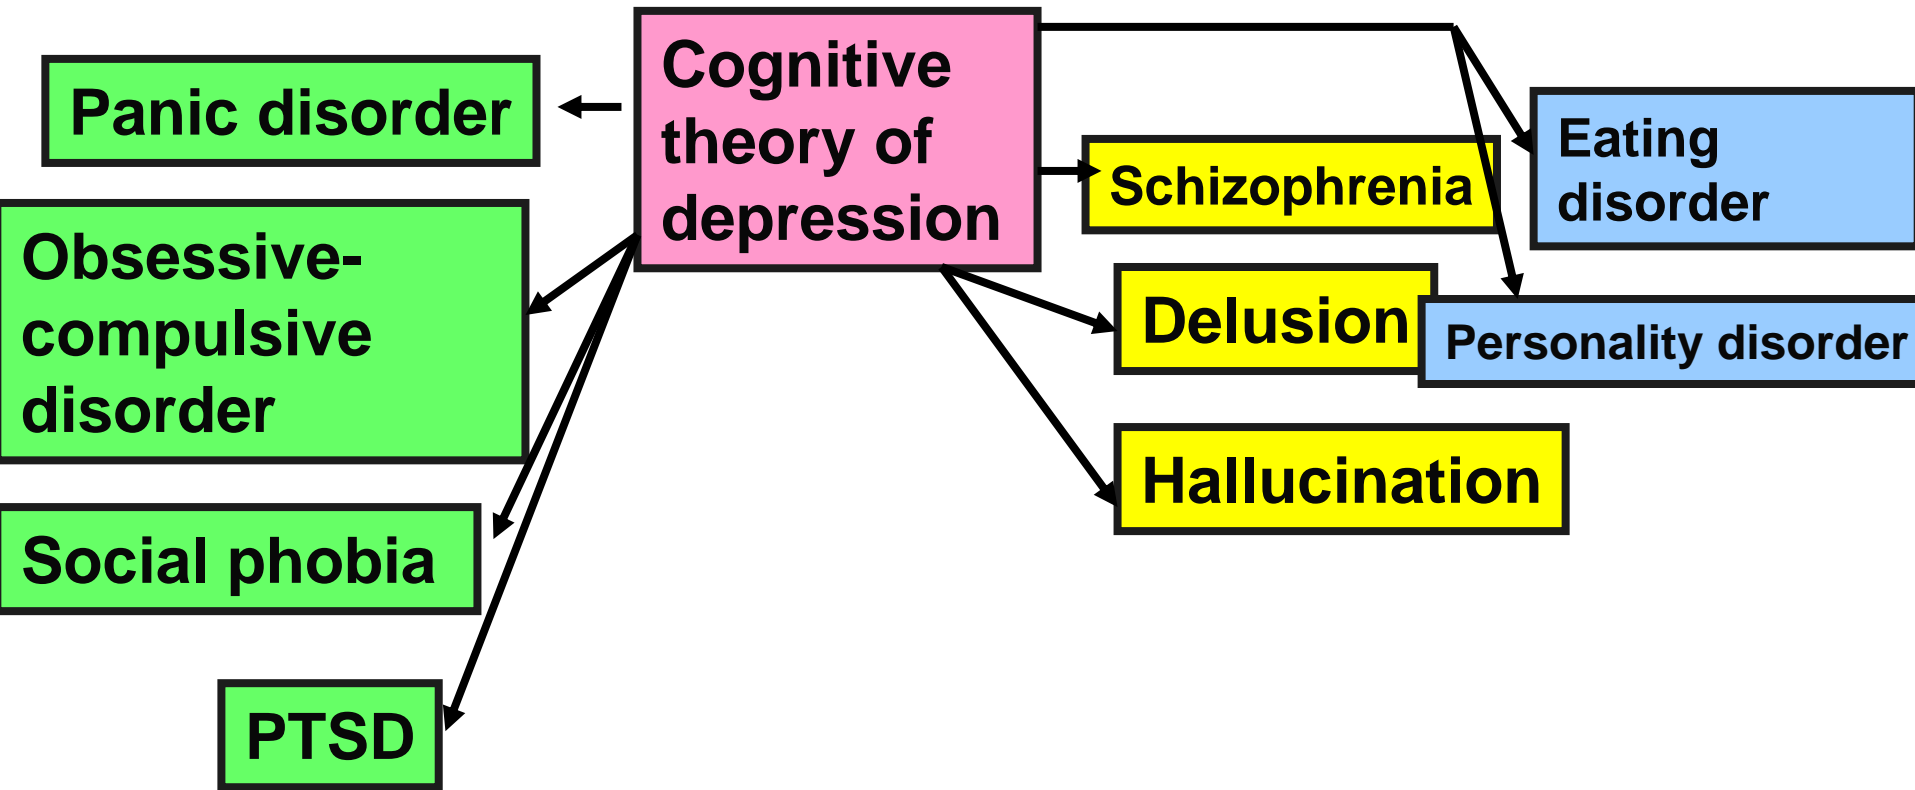 Cognitive
theory of
depression
Panic disorder
Obsessive-
compulsive
disorder
Social phobia
PTSD
Schizophrenia
Delusion
Hallucination
Eating
disorder
Personality disorder